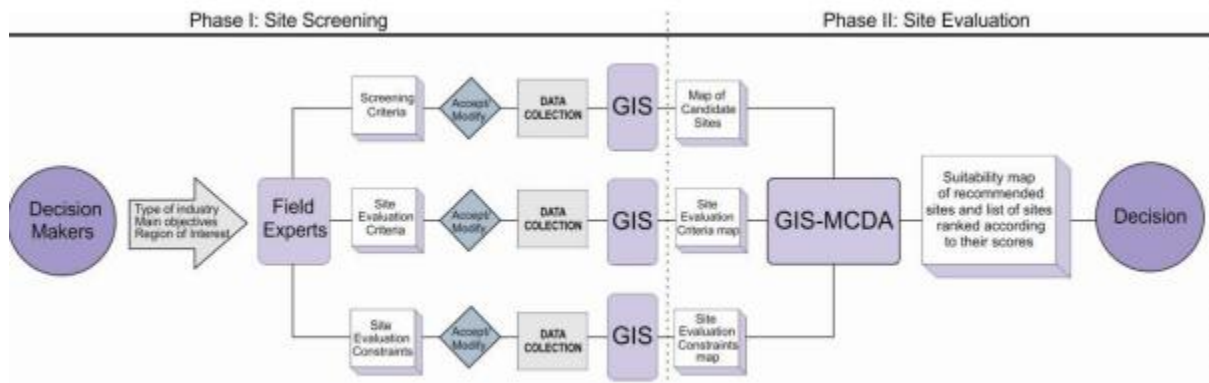 Phase I: Site Screening
Phase II: Site Evaluation
Decision
Makers
Type of industry
Main objectives
Region of Interest
Field
Experts
Screening
Criteria
Accept/
Modify
DATA
COLECTION
GIS
Map of
Candidate
Sites
Site
Evaluation
Criteria
Accept/
Modify
DATA
COLECTION
GIS
Site
Evaluation
Criteria map
Site
Evaluation
Constraints
Accept/
Modify
DATA
COLECTION
GIS
Site
Evaluation
Constraints
map
GIS-MCDA
Suitability map
of recommended
sites and list of sites
ranked according
to their scores
Decision